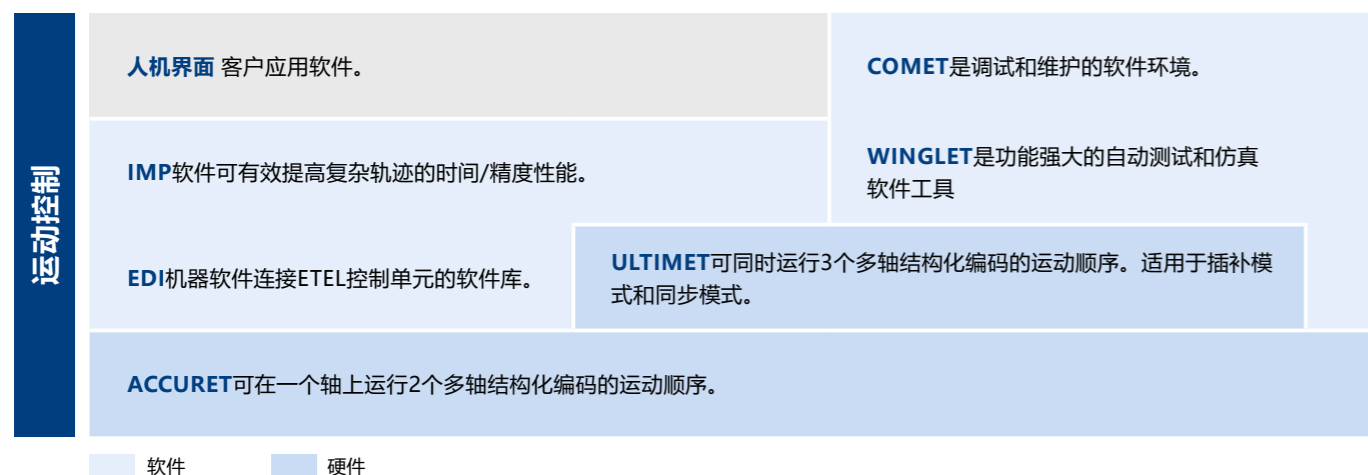 运动控制
人机界面 客户应用软件。
COMET是调试和维护的软件环境。
IMP软件可有效提高复杂轨迹的时间/精度性能。
WINGLET是功能强大的自动测试和仿真
软件工具
EDI机器软件连接ETEL控制单元的软件库。
ULTIMET可同时运行3个多轴结构化编码的运动顺序。适用于插补模
式和同步模式。
ACCURET可在一个轴上运行2个多轴结构化编码的运动顺序。
软件
硬件